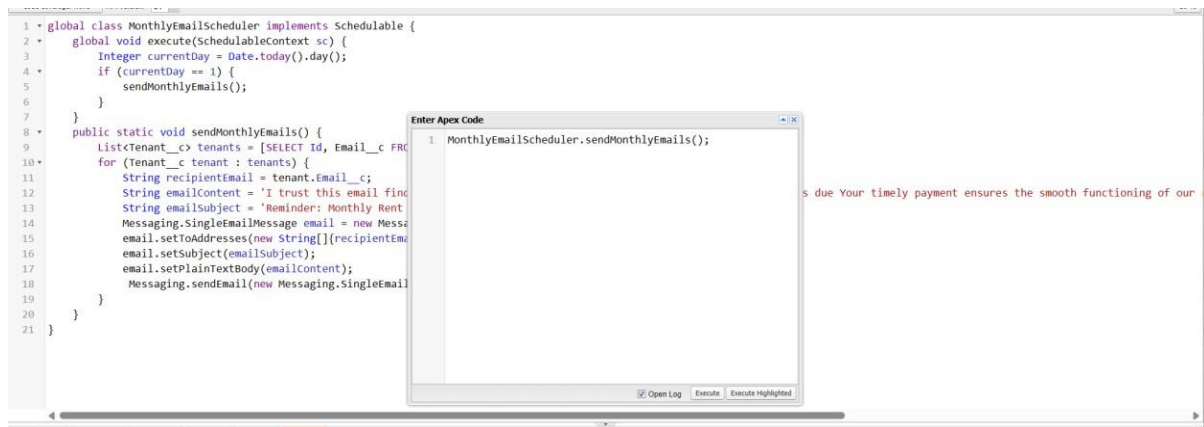 1 global class MonthlyEmailScheduler implements Schedulable {
2 global void execute(SchedulableContext sc) {
3 Integer currentDay = Date.today().day();
4 if (currentDay == 1) {
5 sendMonthlyEmails();
6 }
7 }
8 public static void sendMonthlyEmails() {
9 List<Tenant__c> tenants = [SELECT Id, Email__c FRO
10 for (Tenant__c tenant : tenants) {
11 String recipientEmail = tenant.Email__c;
12 String emailContent = 'I trust this email find s due Your timely payment ensures the smooth functioning of our
13 String emailSubject = 'Reminder: Monthly Rent
14 Messaging.SingleEmailMessage email = new Messa
15 email.setToAddresses(new String[]{recipientEma
16 email.setSubject(emailSubject);
17 email.setPlainTextBody(emailContent);
18 Messaging.sendEmail(new Messaging.SingleEmail
19 }
20 }
21 }
Enter Apex Code
1 MonthlyEmailScheduler.sendMonthlyEmails();
Open Log Execute Execute Highlighted